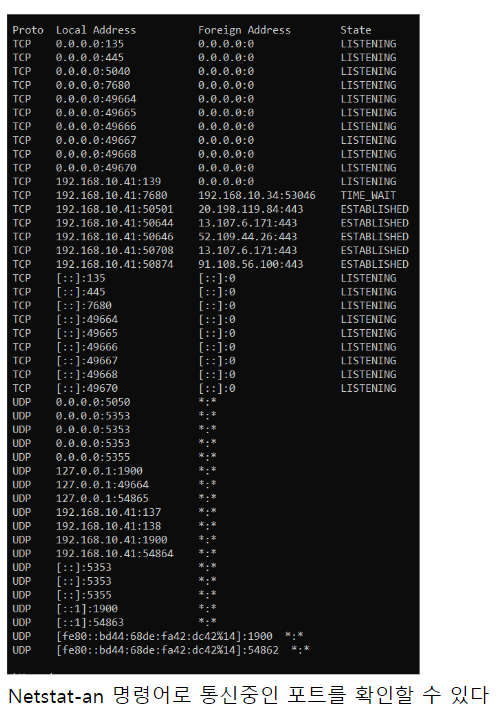 Proto Local Address Foreign Address State
TCP 0.0.0.0:135 0.0.0.0:0 LISTENING
TCP 0.0.0.0:445 0.0.0.0:0 LISTENING
TCP 0.0.0.0:5040 0.0.0.0:0 LISTENING
TCP 0.0.0.0:7680 0.0.0.0:0 LISTENING
TCP 0.0.0.0:49664 0.0.0.0:0 LISTENING
TCP 0.0.0.0:49665 0.0.0.0:0 LISTENING
TCP 0.0.0.0:49666 0.0.0.0:0 LISTENING
TCP 0.0.0.0:49667 0.0.0.0:0 LISTENING
TCP 0.0.0.0:49668 0.0.0.0:0 LISTENING
TCP 0.0.0.0:49670 0.0.0.0:0 LISTENING
TCP 192.168.10.41:139 0.0.0.0:0 LISTENING
TCP 192.168.10.41:7680 192.168.10.34:53046 TIME_WAIT
TCP 192.168.10.41:50501 20.198.119.84:443 ESTABLISHED
TCP 192.168.10.41:50644 13.107.6.171:443 ESTABLISHED
TCP 192.168.10.41:50646 52.109.44.26:443 ESTABLISHED
TCP 192.168.10.41:50708 13.107.6.171:443 ESTABLISHED
TCP 192.168.10.41:50874 91.108.56.100:443 ESTABLISHED
TCP [::]:135 [::]:0 LISTENING
TCP [::]:445 [::]:0 LISTENING
TCP [::]:7680 [::]:0 LISTENING
TCP [::]:49664 [::]:0 LISTENING
TCP [::]:49665 [::]:0 LISTENING
TCP [::]:49666 [::]:0 LISTENING
TCP [::]:49667 [::]:0 LISTENING
TCP [::]:49668 [::]:0 LISTENING
TCP [::]:49670 [::]:0 LISTENING
UDP 0.0.0.0:5050 *:*
UDP 0.0.0.0:5353 *:*
UDP 0.0.0.0:5353 *:*
UDP 0.0.0.0:5353 *:*
UDP 0.0.0.0:5355 *:*
UDP 127.0.0.1:1900 *:*
UDP 127.0.0.1:49664 *:*
UDP 127.0.0.1:54865 *:*
UDP 192.168.10.41:137 *:*
UDP 192.168.10.41:138 *:*
UDP 192.168.10.41:1900 *:*
UDP 192.168.10.41:54864 *:*
UDP [::]:5353 *:*
UDP [::]:5353 *:*
UDP [::]:5355 *:*
UDP [::1]:1900 *:*
UDP [::1]:54863 *:*
UDP [fe80::bd44:68de:fa42:dc42%14]:1900 *:*
UDP [fe80::bd44:68de:fa42:dc42%14]:54862 *:*
Netstat-an 명령어로 통신중인 포트를 확인할 수 있다